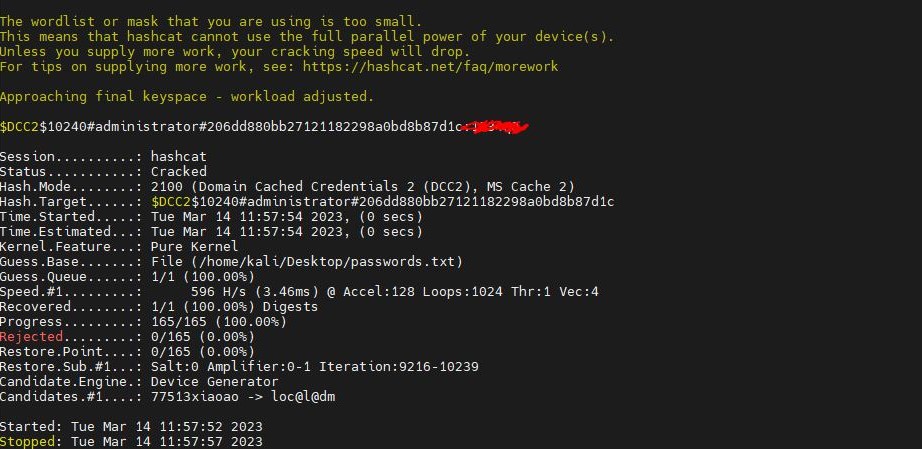 The wordlist or mask that you are using is too small.
This means that hashcat cannot use the full parallel power of your device(s).
Unless you supply more work, your cracking speed will drop.
For tips on supplying more work, see: https://hashcat.net/faq/morework
Approaching final keyspace - workload adjusted.
$DCC2$10240#administrator#206dd880bb27121182298a0bd8b87d1c
Session..........: hashcat
Status...........: Cracked
Hash.Mode........: 2100 (Domain Cached Credentials 2 (DCC2), MS Cache 2)
Hash.Target......: $DCC2$10240#administrator#206dd880bb27121182298a0bd8b87d1c
Time.Started.....: Tue Mar 14 11:57:54 2023, (0 secs)
Time.Estimated...: Tue Mar 14 11:57:54 2023, (0 secs)
Kernel.Feature...: Pure Kernel
Guess.Base.......: File (/home/kali/Desktop/passwords.txt)
Guess.Queue......: 1/1 (100.00%)
Speed.#1.........:      596 H/s (3.46ms) @ Accel:128 Loops:1024 Thr:1 Vec:4
Recovered........: 1/1 (100.00%) Digests
Progress.........: 165/165 (100.00%)
Rejected.........: 0/165 (0.00%)
Restore.Point....: 0/165 (0.00%)
Restore.Sub.#1...: Salt:0 Amplifier:0-1 Iteration:9216-10239
Candidate.Engine.: Device Generator
Candidates.#1....: 77513xiaoao -> loc@l@dm
Started: Tue Mar 14 11:57:52 2023
Stopped: Tue Mar 14 11:57:57 2023